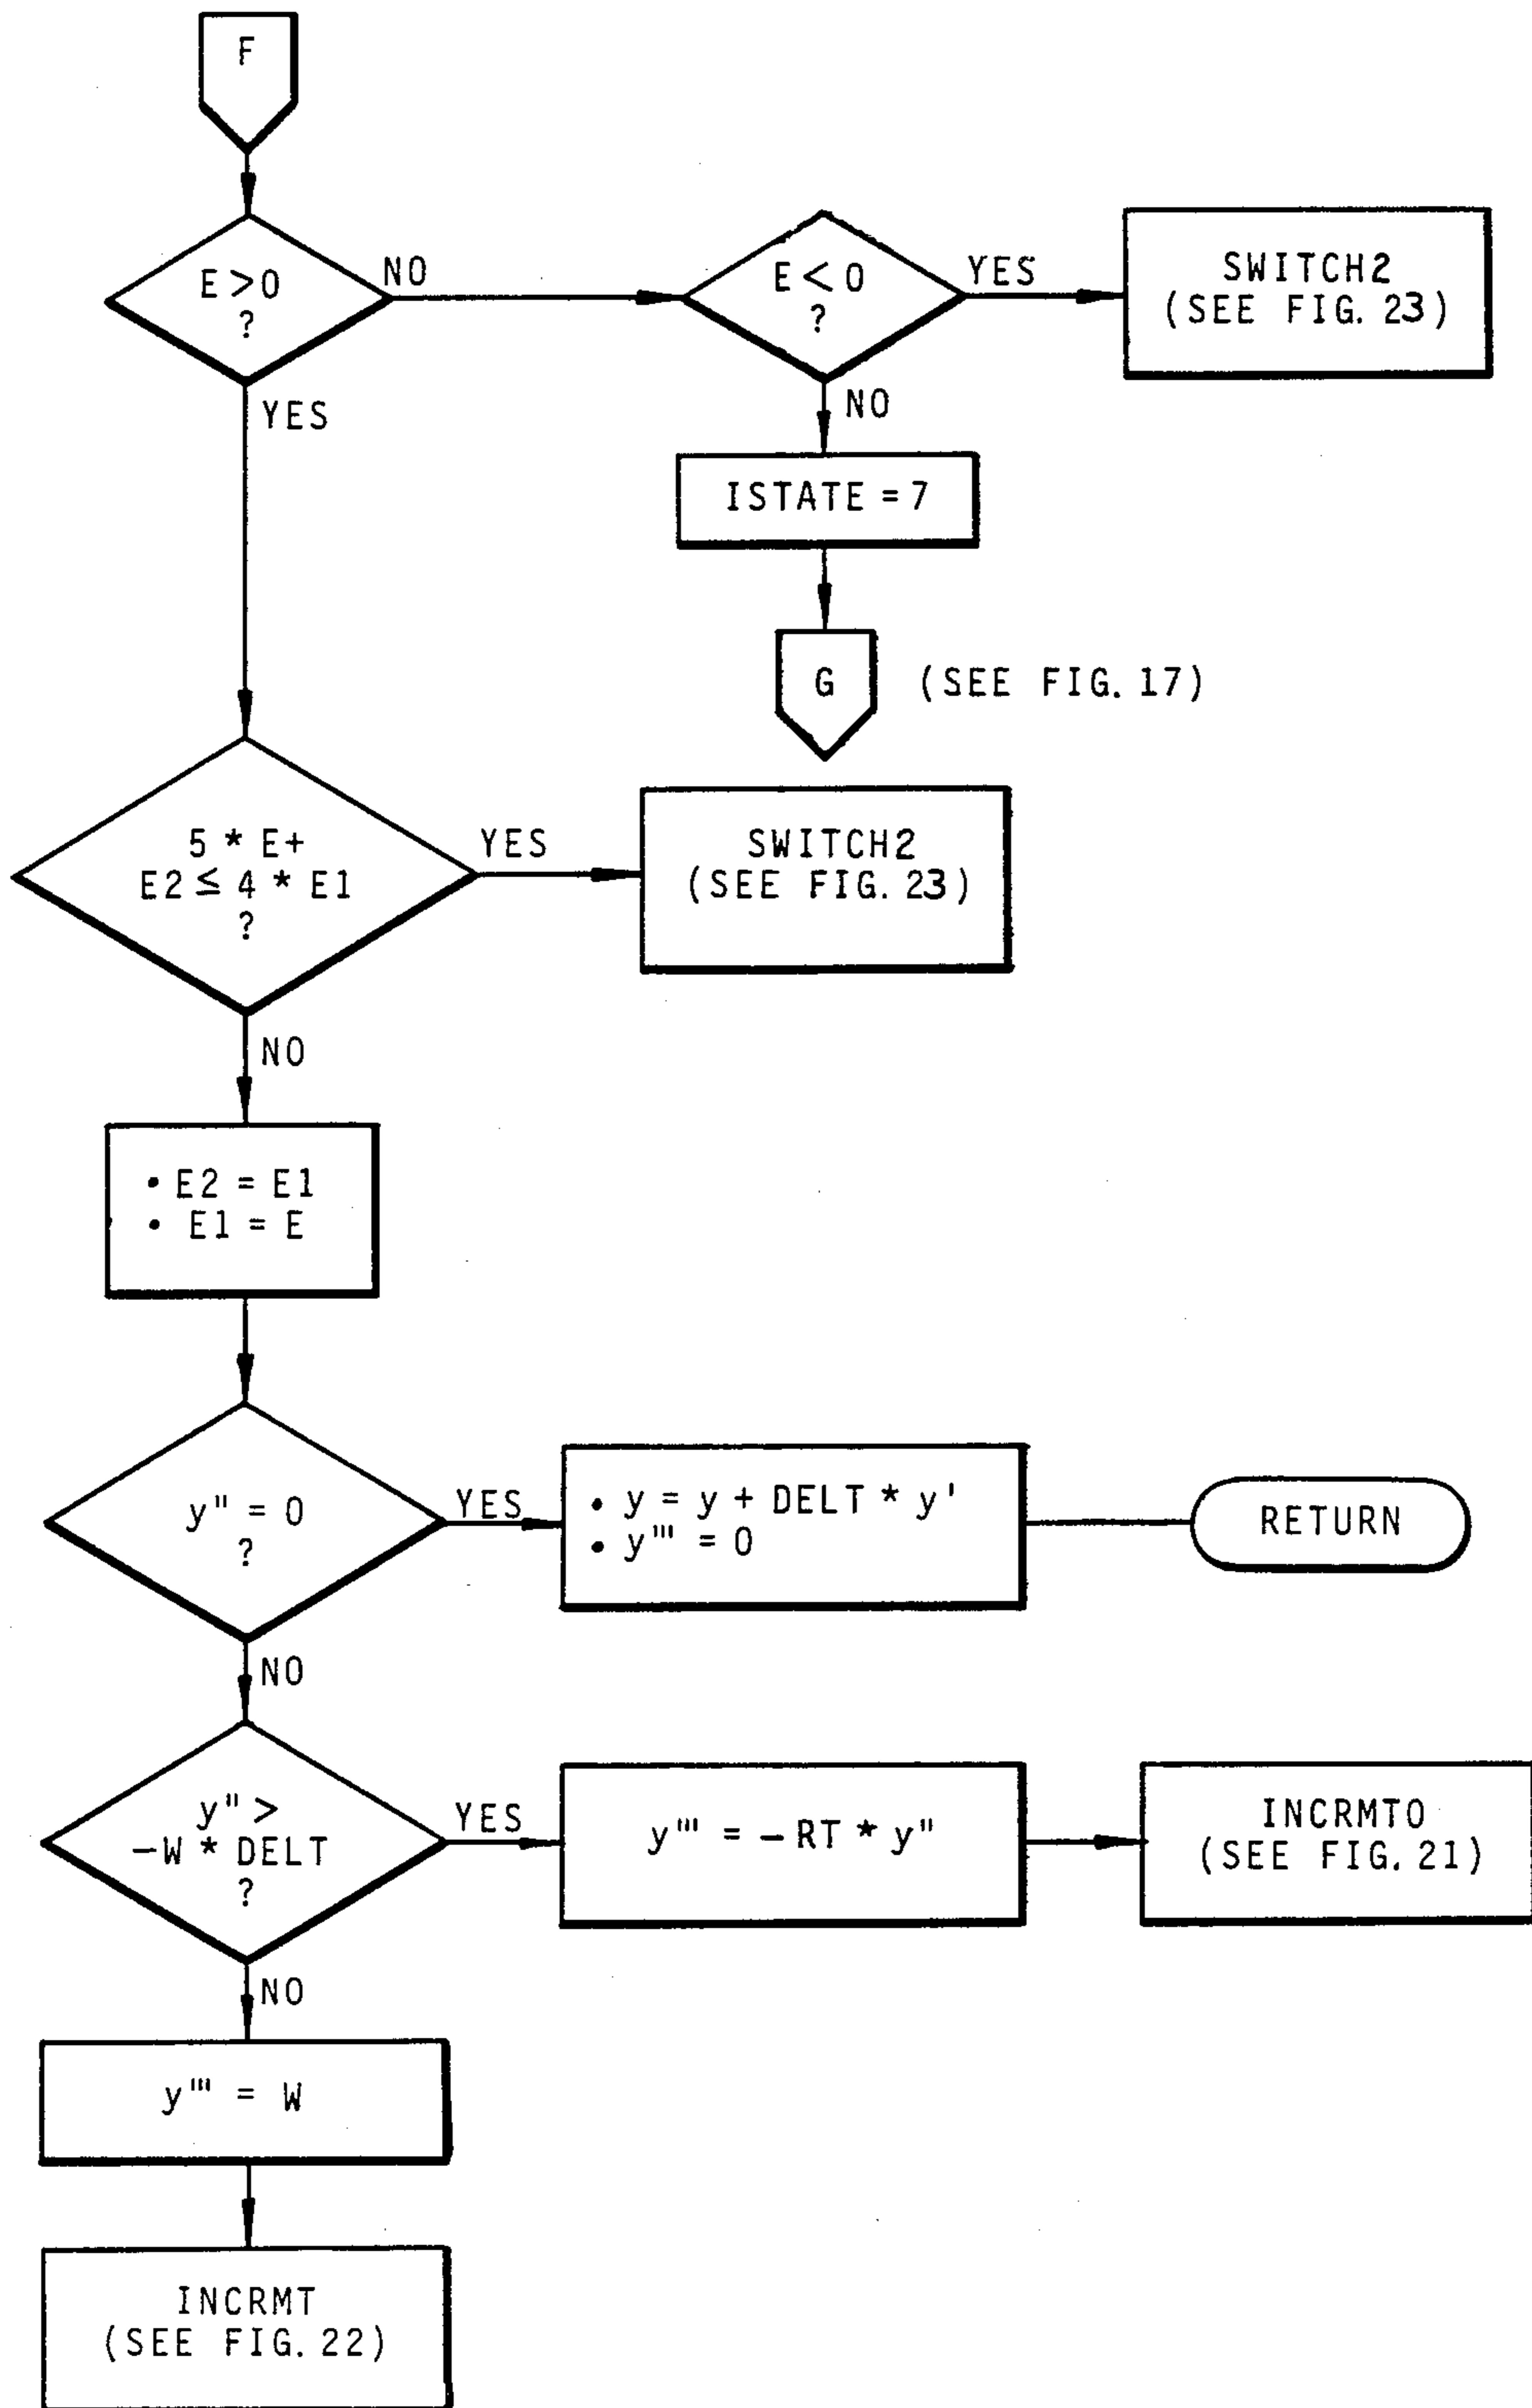 F
E > 0
?
NO
E < 0
?
YES
SWITCH2
(SEE FIG. 23)
YES
NO
ISTATE = 7
G
(SEE FIG. 17)
5 * E+
E2 ≤ 4 * E1
?
YES
SWITCH2
(SEE FIG. 23)
NO
• E2 = E1
• E1 = E
y" = 0
?
YES
• y = y + DELT * y'
• y"' = 0
RETURN
NO
y" >
-W * DELT
?
YES
y"' = -RT * y"
INCRMTO
(SEE FIG. 21)
NO
y"' = W
INCRMT
(SEE FIG. 22)